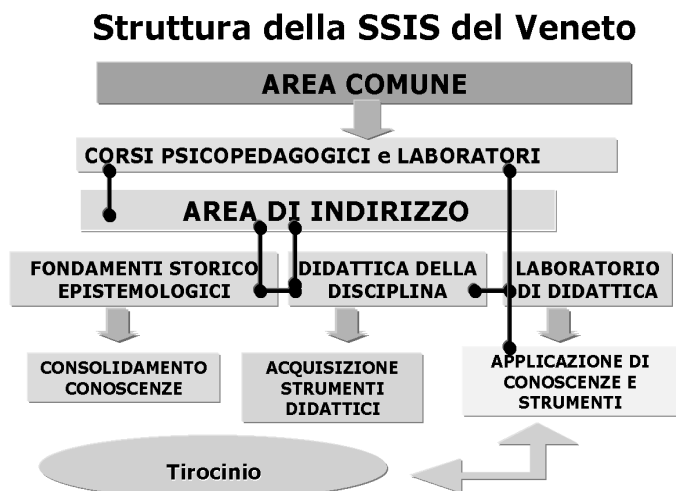 Struttura della SSIS del Veneto
AREA COMUNE
CORSI PSICOPEDAGOGICI e LABORATORI
AREA DI INDIRIZZO
FONDAMENTI STORICO
EPISTEMOLOGICI
DIDATTICA DELLA
DISCIPLINA
LABORATORIO
DI DIDATTICA
CONSOLIDAMENTO
CONOSCENZE
ACQUISIZIONE
STRUMENTI
DIDATTICI
APPLICAZIONE DI
CONOSCENZE E
STRUMENTI
Tirocinio